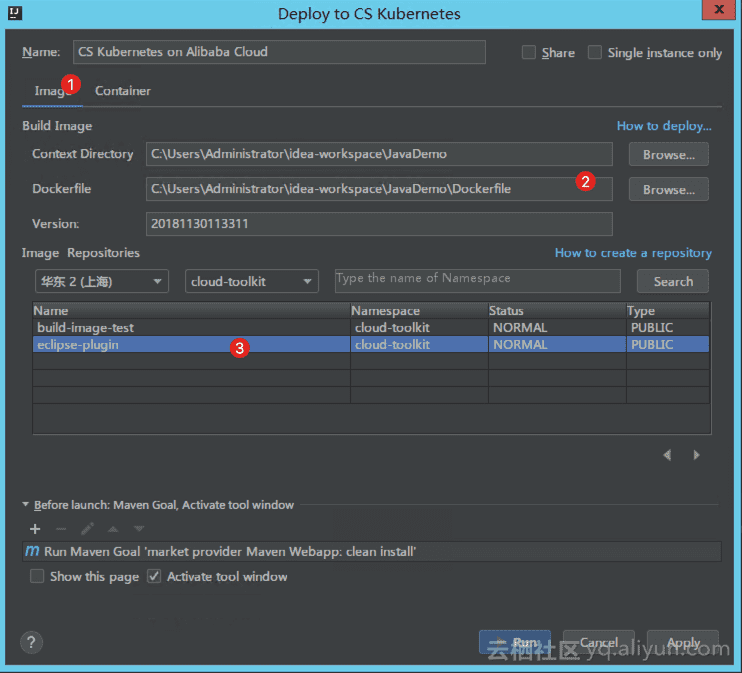 Deploy to CS Kubernetes
Name: CS Kubernetes on Alibaba Cloud Share Single instance only
Image 1 Container
Build Image How to deploy...
Context Directory C:\Users\Administrator\idea-workspace\JavaDemo Browse...
Dockerfile C:\Users\Administrator\idea-workspace\JavaDemo\Dockerfile 2 Browse...
Version: 20181130113311
Image Repositories How to create a repository
华东 2 (上海) cloud-toolkit Type the name of Namespace Search
Name Namespace Status Type
build-image-test cloud-toolkit NORMAL PUBLIC
eclipse-plugin 3 cloud-toolkit NORMAL PUBLIC
Before launch: Maven Goal, Activate tool window
m Run Maven Goal 'market provider Maven Webapp: clean install'
Show this page Activate tool window
? Run Cancel Apply
云栖社区 yq.aliyun.com